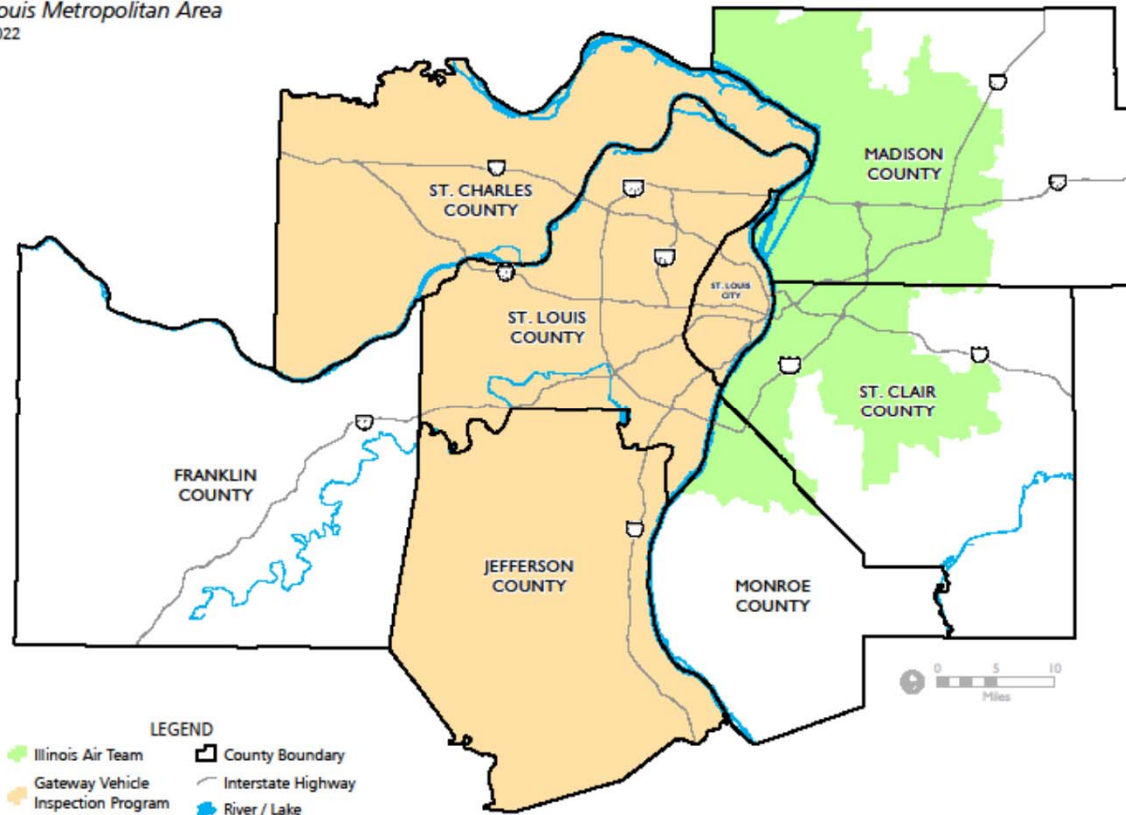 ouis Metropolitan Area
022
MADISON
COUNTY
ST. CHARLES
COUNTY
ST. LOUIS
CITY
ST. LOUIS
COUNTY
ST. CLAIR
COUNTY
FRANKLIN
COUNTY
JEFFERSON
COUNTY
MONROE
COUNTY
0 5 10
Miles
LEGEND
Illinois Air Team
County Boundary
Gateway Vehicle
Inspection Program
Interstate Highway
River / Lake